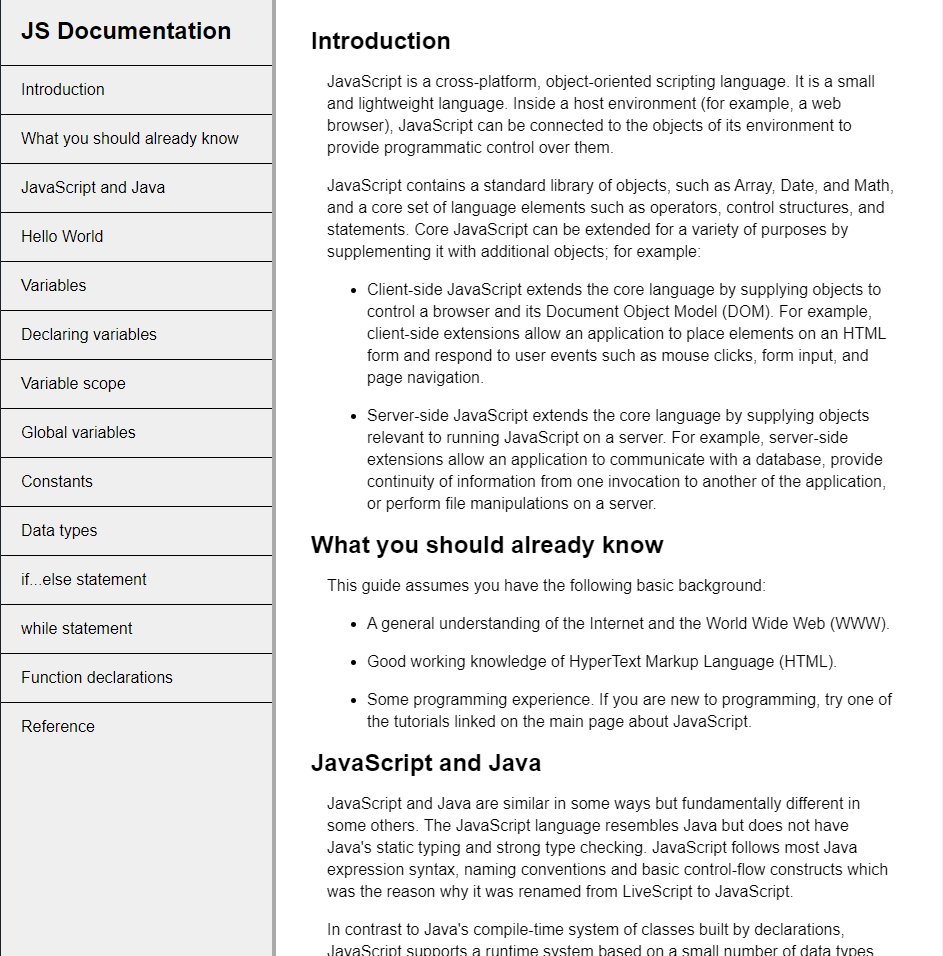 JS Documentation
Introduction
What you should already know
JavaScript and Java
Hello World
Variables
Declaring variables
Variable scope
Global variables
Constants
Data types
if...else statement
while statement
Function declarations
Reference
Introduction
JavaScript is a cross-platform, object-oriented scripting language. It is a small
and lightweight language. Inside a host environment (for example, a web
browser), JavaScript can be connected to the objects of its environment to
provide programmatic control over them.
JavaScript contains a standard library of objects, such as Array, Date, and Math,
and a core set of language elements such as operators, control structures, and
statements. Core JavaScript can be extended for a variety of purposes by
supplementing it with additional objects; for example:
• Client-side JavaScript extends the core language by supplying objects to
control a browser and its Document Object Model (DOM). For example,
client-side extensions allow an application to place elements on an HTML
form and respond to user events such as mouse clicks, form input, and
page navigation.
• Server-side JavaScript extends the core language by supplying objects
relevant to running JavaScript on a server. For example, server-side
extensions allow an application to communicate with a database, provide
continuity of information from one invocation to another of the application,
or perform file manipulations on a server.
What you should already know
This guide assumes you have the following basic background:
• A general understanding of the Internet and the World Wide Web (WWW).
• Good working knowledge of HyperText Markup Language (HTML).
• Some programming experience. If you are new to programming, try one of
the tutorials linked on the main page about JavaScript.
JavaScript and Java
JavaScript and Java are similar in some ways but fundamentally different in
some others. The JavaScript language resembles Java but does not have
Java's static typing and strong type checking. JavaScript follows most Java
expression syntax, naming conventions and basic control-flow constructs which
was the reason why it was renamed from LiveScript to JavaScript.
In contrast to Java's compile-time system of classes built by declarations,
JavaScript supports a runtime system based on a small number of data types